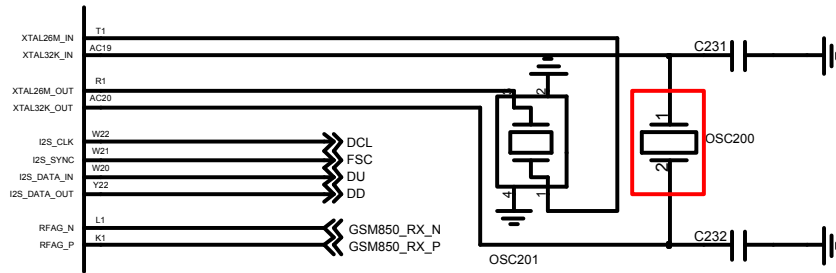 XTAL26M_IN T1
XTAL32K_IN AC19
C231
XTAL26M_OUT R1
XTAL32K_OUT AC20
3 2
1
OSC200
2
I2S_CLK W22 DCL
I2S_SYNC W21 FSC
I2S_DATA_IN W20 DU
I2S_DATA_OUT Y22 DD
4 1
RFAG_N L1 GSM850_RX_N
RFAG_P K1 GSM850_RX_P
C232
OSC201